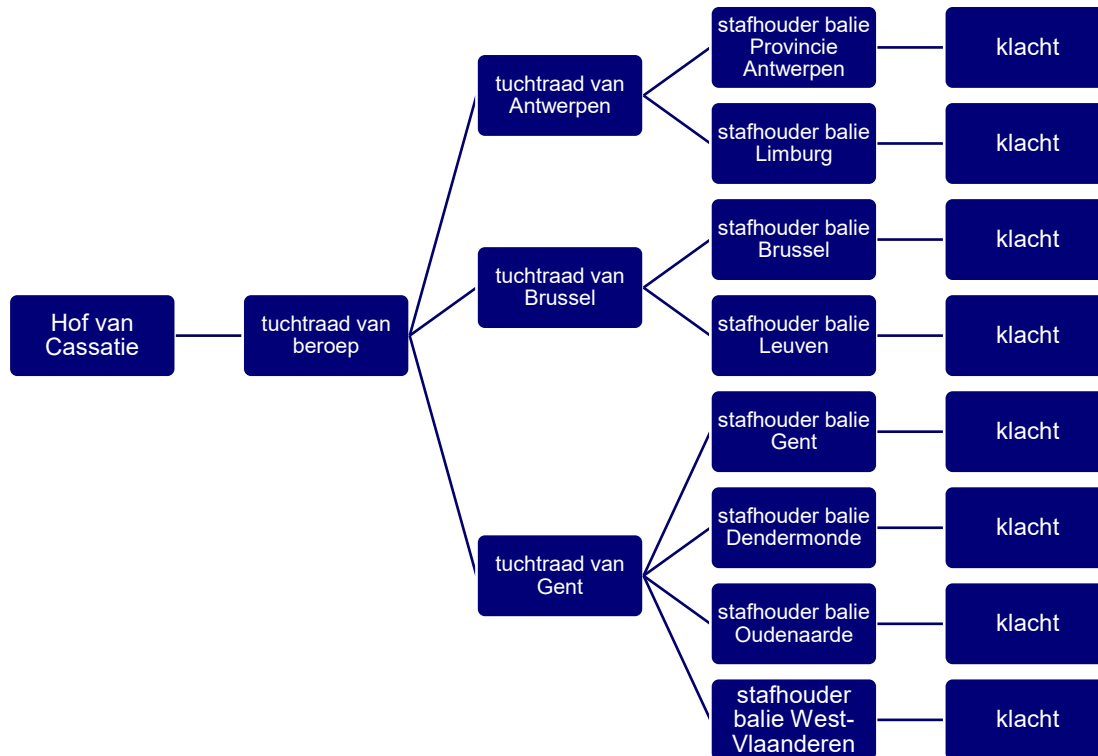 Hof van
Cassatie
tuchtraad van
beroep
tuchtraad van
Antwerpen
stafhouder balie
Provincie
Antwerpen
klacht
stafhouder balie
Limburg
klacht
tuchtraad van
Brussel
stafhouder balie
Brussel
klacht
stafhouder balie
Leuven
klacht
tuchtraad van
Gent
stafhouder balie
Gent
klacht
stafhouder balie
Dendermonde
klacht
stafhouder balie
Oudenaarde
klacht
stafhouder
balie West-
Vlaanderen
klacht